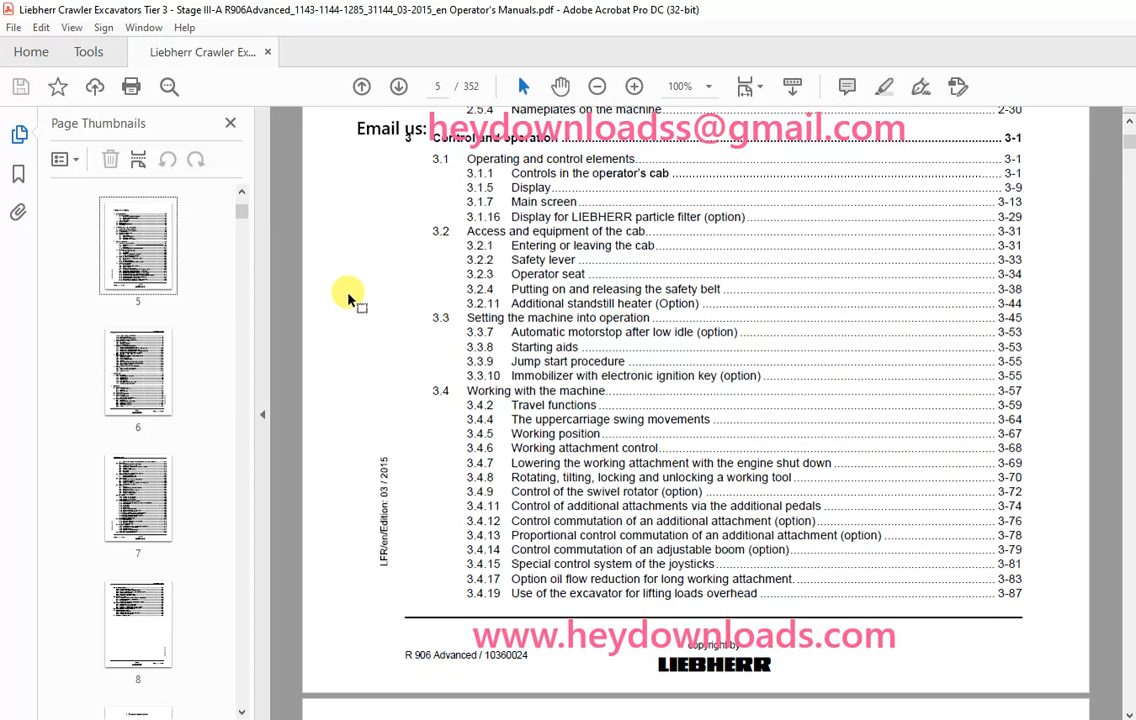 Liebherr Crawler Excavators Tier 3 - Stage III-A R906Advanced_1143-1144-1285_31144_03-2015_en Operator's Manuals.pdf - Adobe Acrobat Pro DC (32-bit)
File Edit View Sign Window Help
Home Tools Liebherr Crawler Ex... ×
5 / 352 100%
Page Thumbnails
5
6
7
8
2.5.4 Nameplates on the machine 2-30
Email us: heydownloadss@gmail.com
3 Control and operation 3-1
3.1 Operating and control elements 3-1
3.1.1 Controls in the operator's cab 3-1
3.1.5 Display 3-9
3.1.7 Main screen 3-13
3.1.16 Display for LIEBHERR particle filter (option) 3-29
3.2 Access and equipment of the cab 3-31
3.2.1 Entering or leaving the cab 3-31
3.2.2 Safety lever 3-33
3.2.3 Operator seat 3-34
3.2.4 Putting on and releasing the safety belt 3-38
3.2.11 Additional standstill heater (Option) 3-44
3.3 Setting the machine into operation 3-45
3.3.7 Automatic motorstop after low idle (option) 3-53
3.3.8 Starting aids 3-53
3.3.9 Jump start procedure 3-55
3.3.10 Immobilizer with electronic ignition key (option) 3-55
3.4 Working with the machine 3-57
3.4.2 Travel functions 3-59
3.4.4 The uppercarriage swing movements 3-64
3.4.5 Working position 3-67
3.4.6 Working attachment control 3-68
3.4.7 Lowering the working attachment with the engine shut down 3-69
3.4.8 Rotating, tilting, locking and unlocking a working tool 3-70
3.4.9 Control of the swivel rotator (option) 3-72
3.4.11 Control of additional attachments via the additional pedals 3-74
3.4.12 Control commutation of an additional attachment (option) 3-76
3.4.13 Proportional control commutation of an additional attachment (option) 3-78
3.4.14 Control commutation of an adjustable boom (option) 3-79
3.4.15 Special control system of the joysticks 3-81
3.4.17 Option oil flow reduction for long working attachment 3-83
3.4.19 Use of the excavator for lifting loads overhead 3-87
LFR/en/Edition: 03 / 2015
www.heydownloads.com
copyright by
R 906 Advanced / 10360024
LIEBHERR